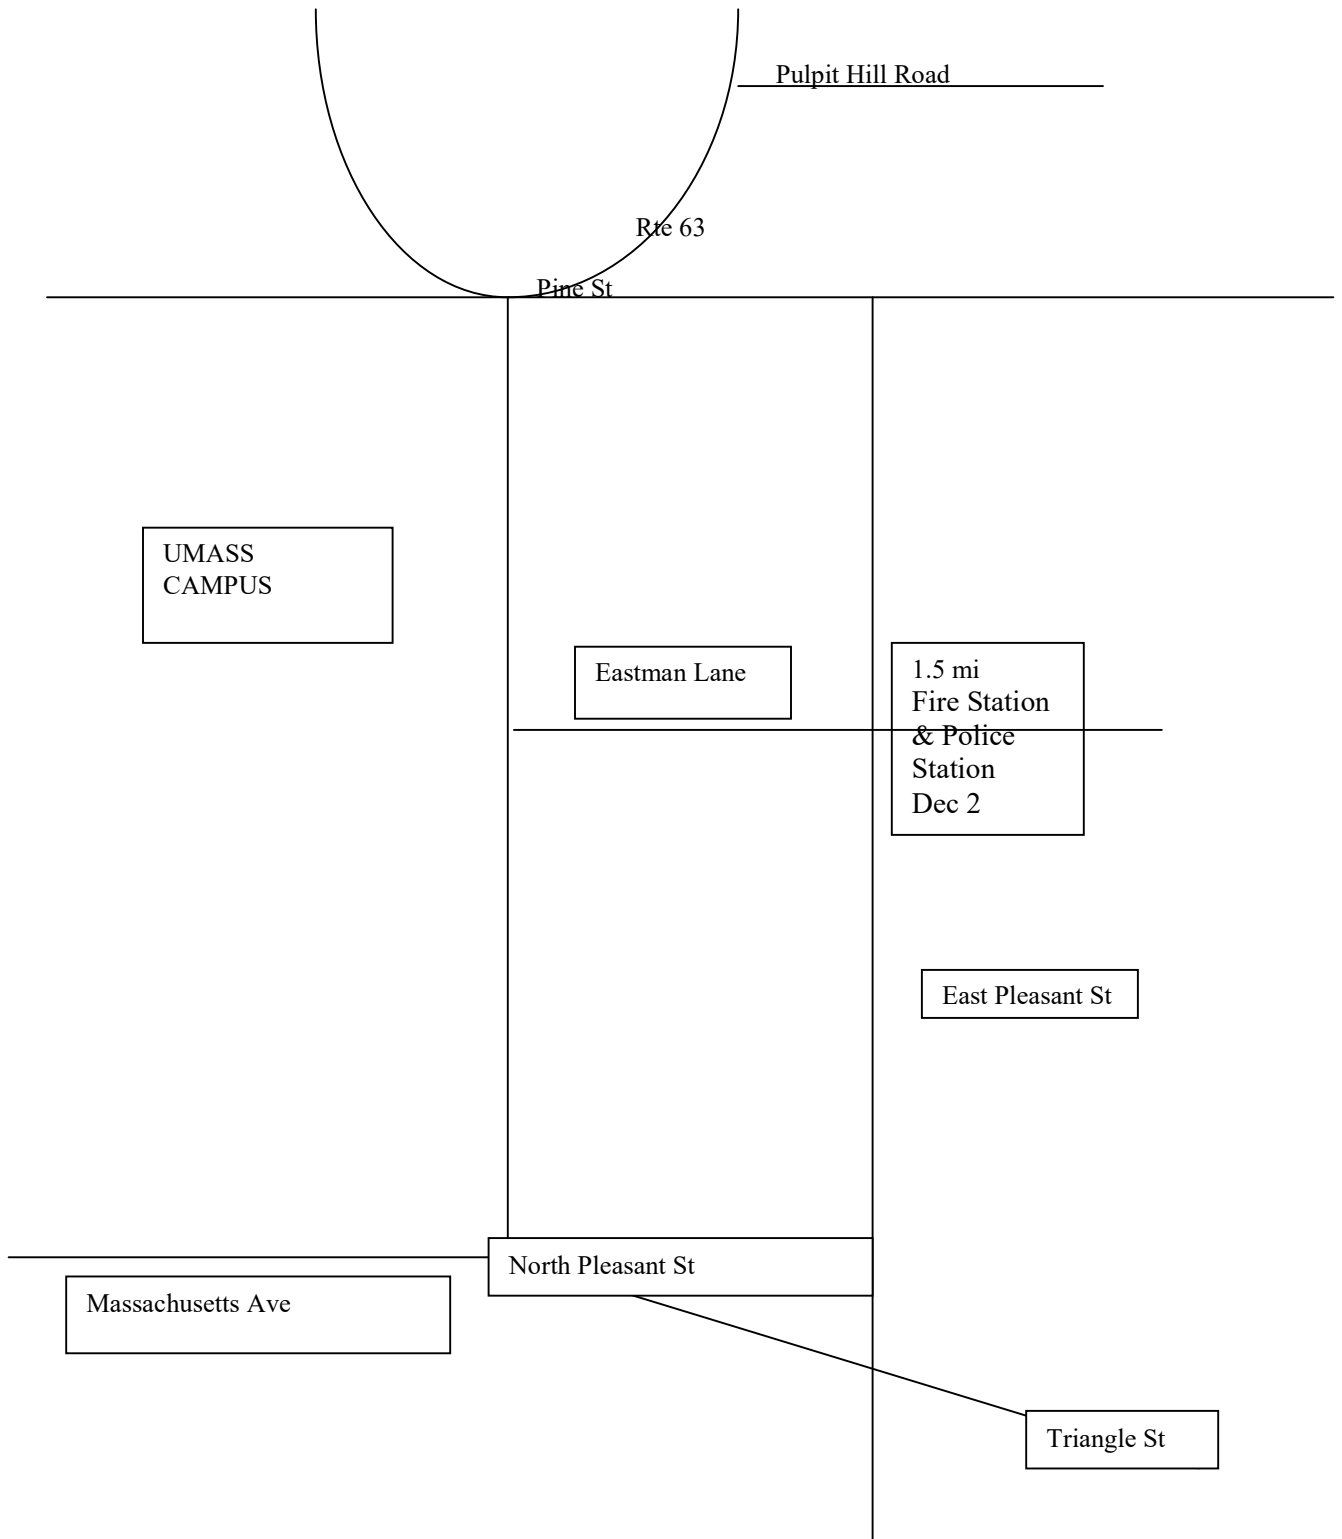 Pulpit Hill Road
Rte 63
Pine St
UMASS
CAMPUS
Eastman Lane
1.5 mi
Fire Station
& Police
Station
Dec 2
East Pleasant St
North Pleasant St
Massachusetts Ave
Triangle St